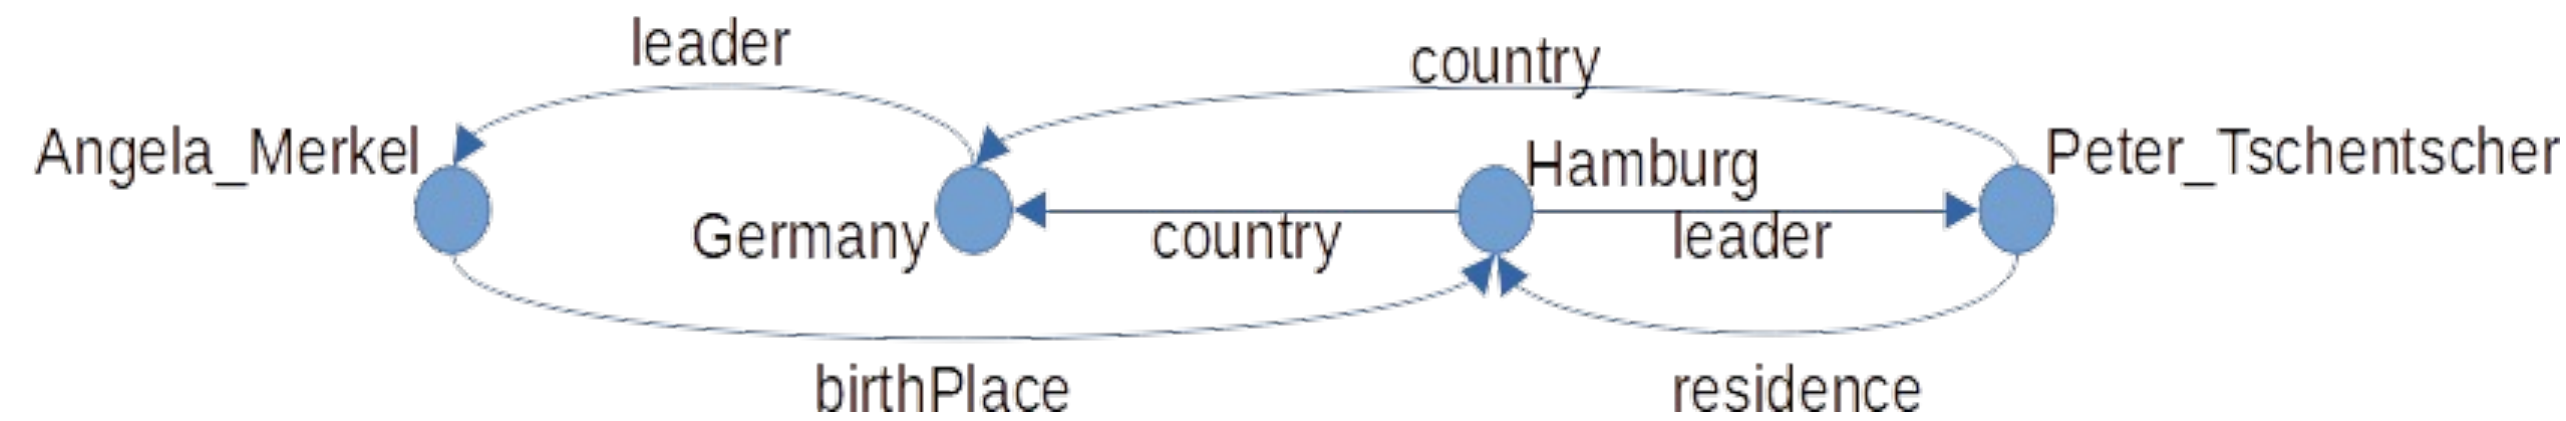 leader
country
Angela_Merkel
Hamburg
Peter_Tschentscher
Germany
country
leader
birthPlace
residence